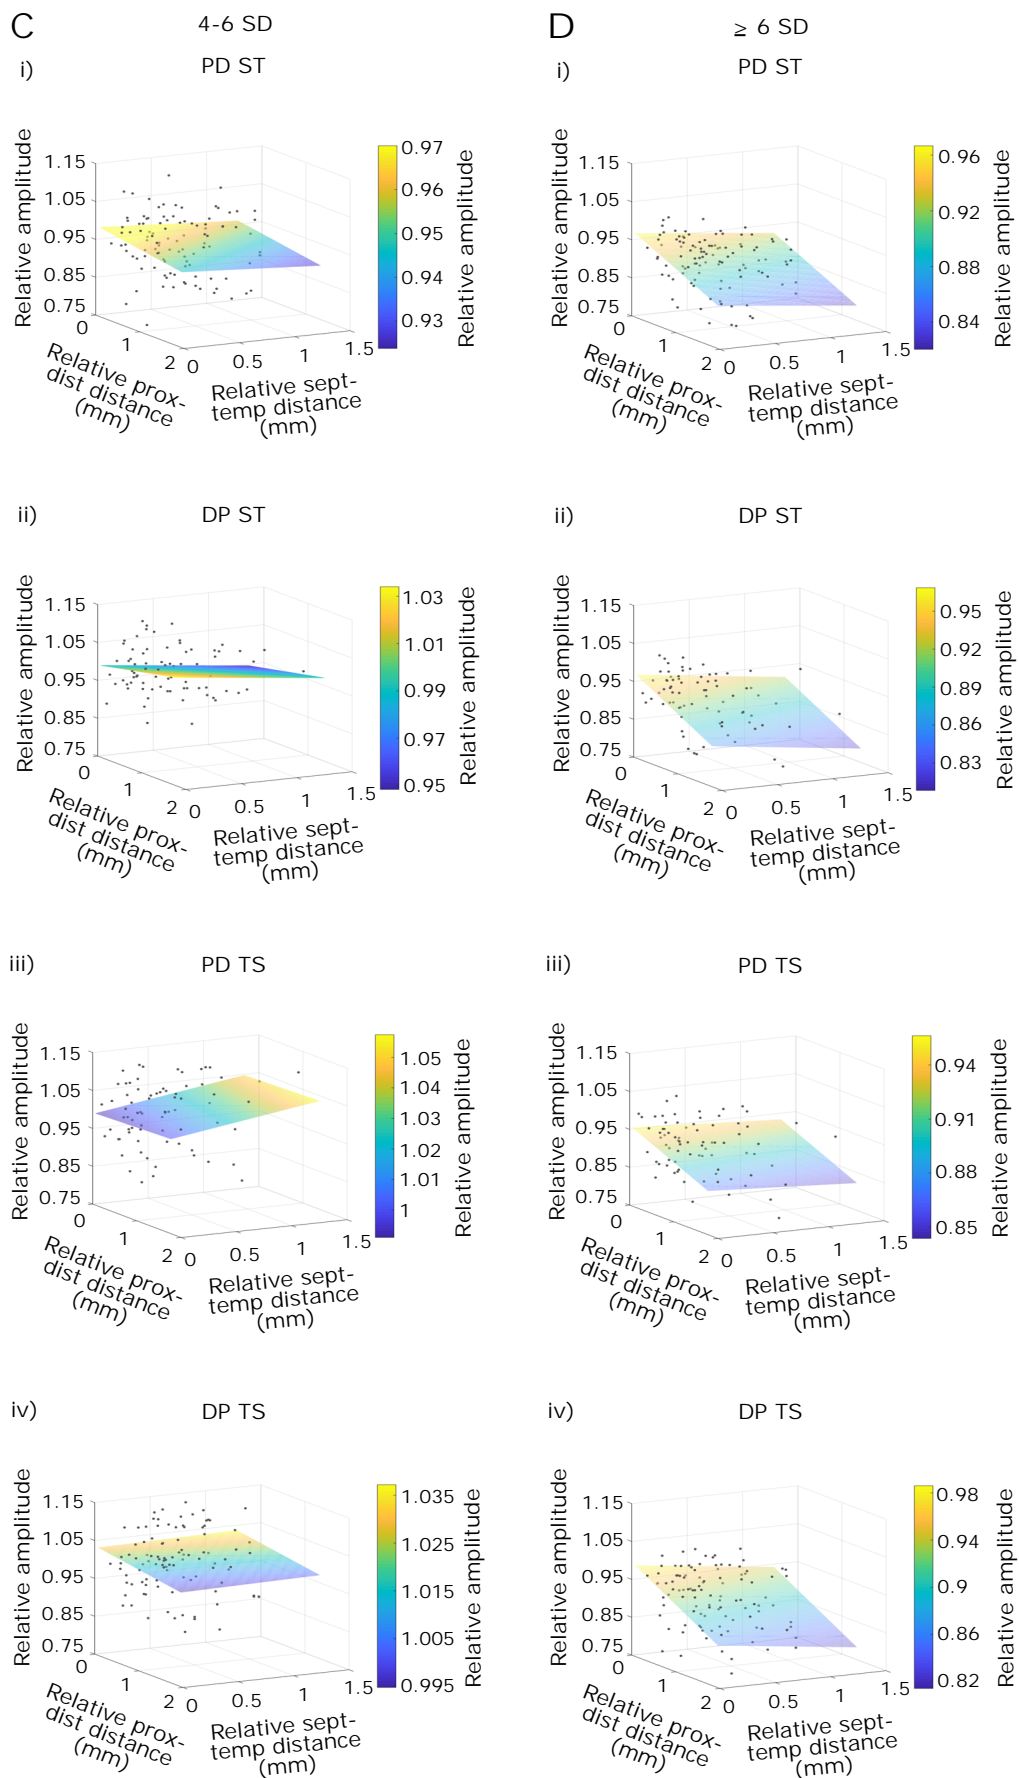 C
4-6 SD
i)
PD ST
Relative amplitude
1.15
1.05
0.95
0.85
0.75
0
1
2
0
0.5
1
1.5
Relative prox-
dist distance
(mm)
Relative sept-
temp distance
(mm)
0.97
0.96
0.95
0.94
0.93
Relative amplitude
ii)
DP ST
Relative amplitude
1.15
1.05
0.95
0.85
0.75
0
1
2
0
0.5
1
1.5
Relative prox-
dist distance
(mm)
Relative sept-
temp distance
(mm)
1.03
1.01
0.99
0.97
0.95
Relative amplitude
iii)
PD TS
Relative amplitude
1.15
1.05
0.95
0.85
0.75
0
1
2
0
0.5
1
1.5
Relative prox-
dist distance
(mm)
Relative sept-
temp distance
(mm)
1.05
1.04
1.03
1.02
1.01
1
Relative amplitude
iv)
DP TS
Relative amplitude
1.15
1.05
0.95
0.85
0.75
0
1
2
0
0.5
1
1.5
Relative prox-
dist distance
(mm)
Relative sept-
temp distance
(mm)
1.035
1.025
1.015
1.005
0.995
Relative amplitude
D
≥ 6 SD
i)
PD ST
Relative amplitude
1.15
1.05
0.95
0.85
0.75
0
1
2
0
0.5
1
1.5
Relative prox-
dist distance
(mm)
Relative sept-
temp distance
(mm)
0.96
0.92
0.88
0.84
Relative amplitude
ii)
DP ST
Relative amplitude
1.15
1.05
0.95
0.85
0.75
0
1
2
0
0.5
1
1.5
Relative prox-
dist distance
(mm)
Relative sept-
temp distance
(mm)
0.95
0.92
0.89
0.86
0.83
Relative amplitude
iii)
PD TS
Relative amplitude
1.15
1.05
0.95
0.85
0.75
0
1
2
0
0.5
1
1.5
Relative prox-
dist distance
(mm)
Relative sept-
temp distance
(mm)
0.94
0.91
0.88
0.85
Relative amplitude
iv)
DP TS
Relative amplitude
1.15
1.05
0.95
0.85
0.75
0
1
2
0
0.5
1
1.5
Relative prox-
dist distance
(mm)
Relative sept-
temp distance
(mm)
0.98
0.94
0.9
0.86
0.82
Relative amplitude